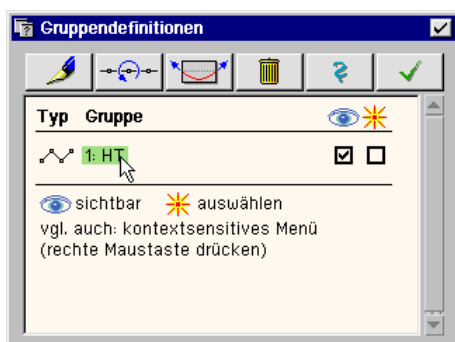 Gruppendefinitionen
Typ Gruppe
1: HT
sichtbar auswählen
vgl. auch: kontextsensitives Menü
(rechte Maustaste drücken)